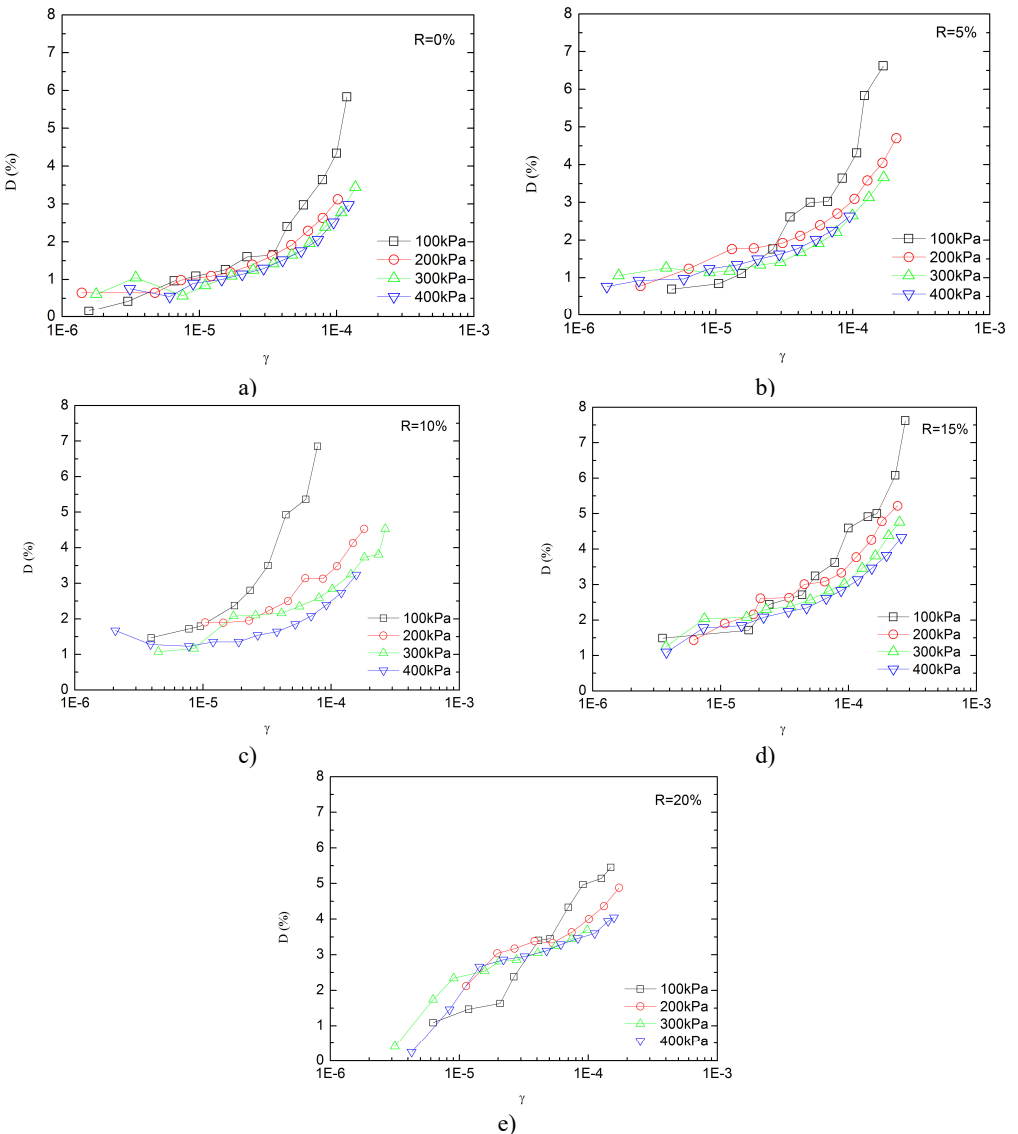 8
7
6
5
4
3
2
1
0
D (%)
R=0%
100kPa
200kPa
300kPa
400kPa
1E-6 1E-5 1E-4 1E-3
γ
a)
8
7
6
5
4
3
2
1
0
D (%)
R=5%
100kPa
200kPa
300kPa
400kPa
1E-6 1E-5 1E-4 1E-3
γ
b)
8
7
6
5
4
3
2
1
0
D (%)
R=10%
100kPa
200kPa
300kPa
400kPa
1E-6 1E-5 1E-4 1E-3
γ
c)
8
7
6
5
4
3
2
1
0
D (%)
R=15%
100kPa
200kPa
300kPa
400kPa
1E-6 1E-5 1E-4 1E-3
γ
d)
8
7
6
5
4
3
2
1
0
D (%)
R=20%
100kPa
200kPa
300kPa
400kPa
1E-6 1E-5 1E-4 1E-3
γ
e)